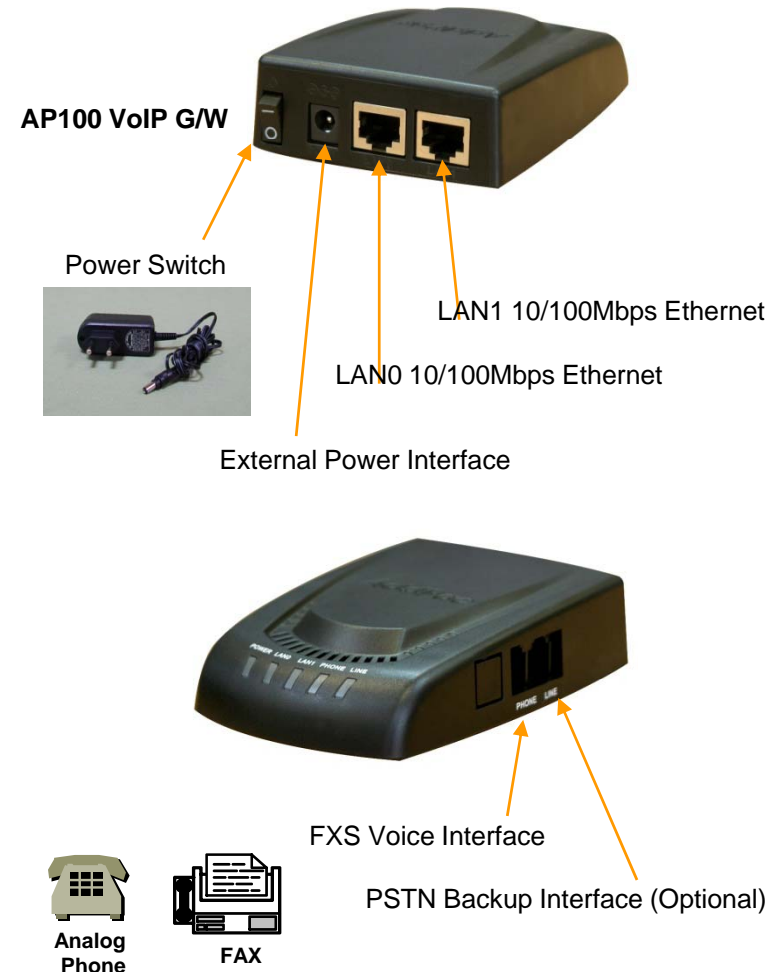 AP100 VoIP G/W
Power Switch
LAN1 10/100Mbps Ethernet
LAN0 10/100Mbps Ethernet
External Power Interface
POWER LAN0 LAN1 PHONE LINE
PHONE LINE
FXS Voice Interface
PSTN Backup Interface (Optional)
Analog
Phone
FAX